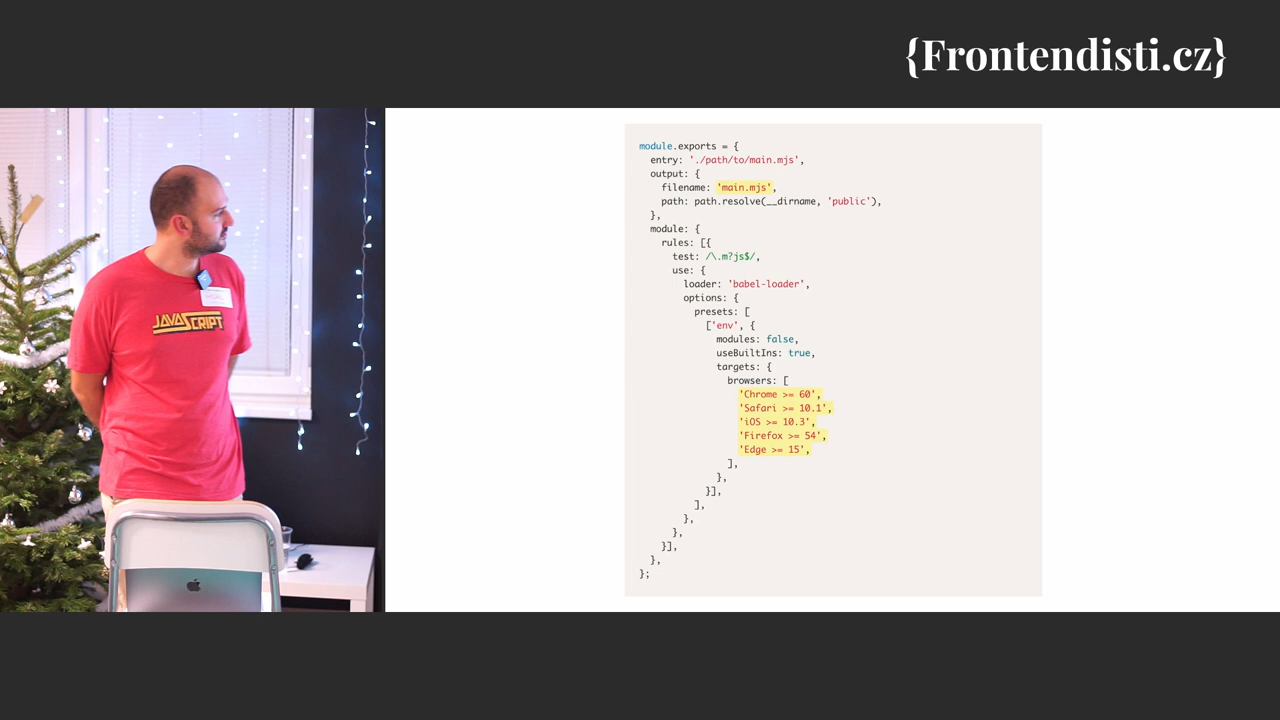 {Frontendisti.cz}
JAVASCRIPT
module.exports = {
  entry: './path/to/main.mjs',
  output: {
    filename: 'main.mjs',
    path: path.resolve(__dirname, 'public'),
  },
  module: {
    rules: [{
      test: /\.m?js$/,
      use: {
        loader: 'babel-loader',
        options: {
          presets: [
            ['env', {
              modules: false,
              useBuiltIns: true,
              targets: {
                browsers: [
                  'Chrome >= 60',
                  'Safari >= 10.1',
                  'iOS >= 10.3',
                  'Firefox >= 54',
                  'Edge >= 15',
                ],
              },
            }],
          ],
        },
      },
    }],
  },
};